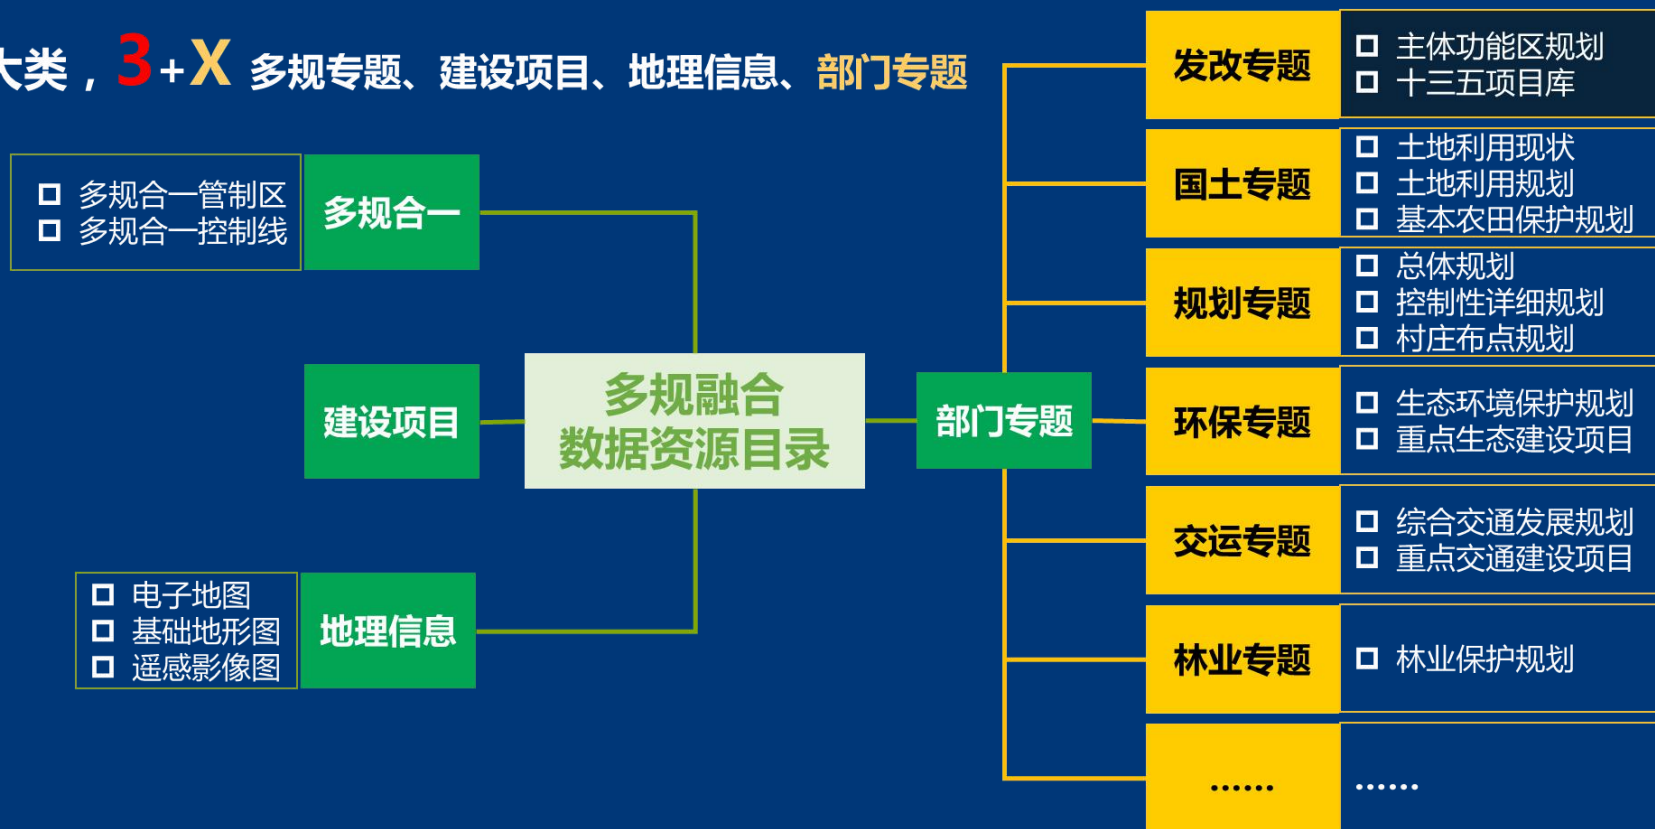 大类，3+X 多规专题、建设项目、地理信息、部门专题
多规合一管制区
多规合一控制线
多规合一
建设项目
电子地图
基础地形图
遥感影像图
地理信息
多规融合
数据资源目录
部门专题
发改专题
主体功能区规划
十三五项目库
国土专题
土地利用现状
土地利用规划
基本农田保护规划
规划专题
总体规划
控制性详细规划
村庄布点规划
环保专题
生态环境保护规划
重点生态建设项目
交运专题
综合交通发展规划
重点交通建设项目
林业专题
林业保护规划
……
……